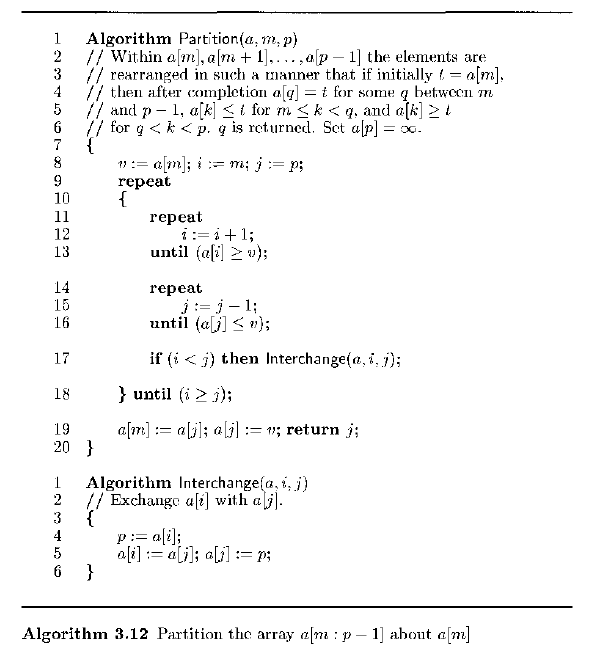 1 Algorithm Partition(a, m, p)
2 // Within a[m], a[m + 1], . . . , a[p − 1] the elements are
3 // rearranged in such a manner that if initially t = a[m],
4 // then after completion a[q] = t for some q between m
5 // and p − 1, a[k] ≤ t for m ≤ k < q, and a[k] ≥ t
6 // for q < k < p. q is returned. Set a[p] = ∞.
7 {
8 v := a[m]; i := m; j := p;
9 repeat
10 {
11 repeat
12 i := i + 1;
13 until (a[i] ≥ v);
14 repeat
15 j := j − 1;
16 until (a[j] ≤ v);
17 if (i < j) then Interchange(a, i, j);
18 } until (i ≥ j);
19 a[m] := a[j]; a[j] := v; return j;
20 }
1 Algorithm Interchange(a, i, j)
2 // Exchange a[i] with a[j].
3 {
4 p := a[i];
5 a[i] := a[j]; a[j] := p;
6 }
Algorithm 3.12 Partition the array a[m : p − 1] about a[m]